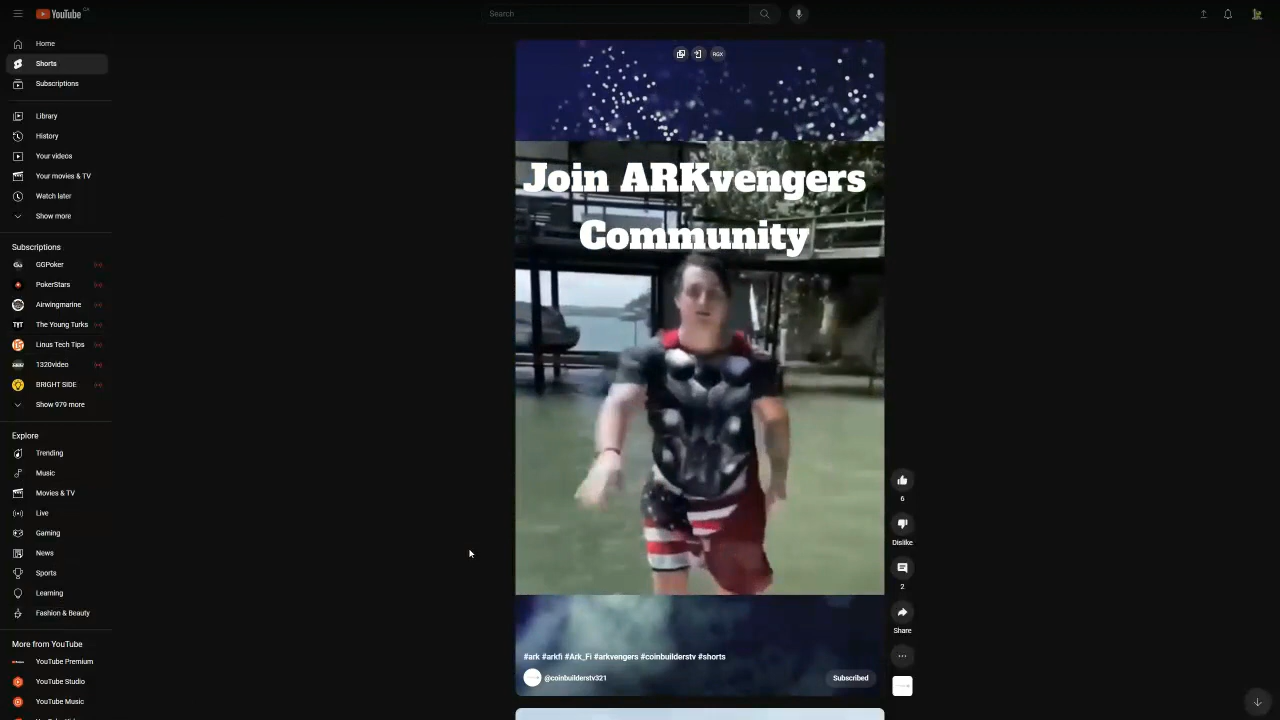 YouTube CA
Search
Home
Shorts
Subscriptions
Library
History
Your videos
Your movies & TV
Watch later
Show more
Subscriptions
GGPoker
PokerStars
Airwingmarine
TYT The Young Turks
Linus Tech Tips
1320video
BRIGHT SIDE
Show 979 more
Explore
Trending
Music
Movies & TV
Live
Gaming
News
Sports
Learning
Fashion & Beauty
More from YouTube
YouTube Premium
YouTube Studio
YouTube Music
RGX
Join ARKvengers
Community
#ark #arkfi #Ark_Fi #arkvengers #coinbuilderstv #shorts
@coinbuilderstv321
Subscribed
6
Dislike
2
Share